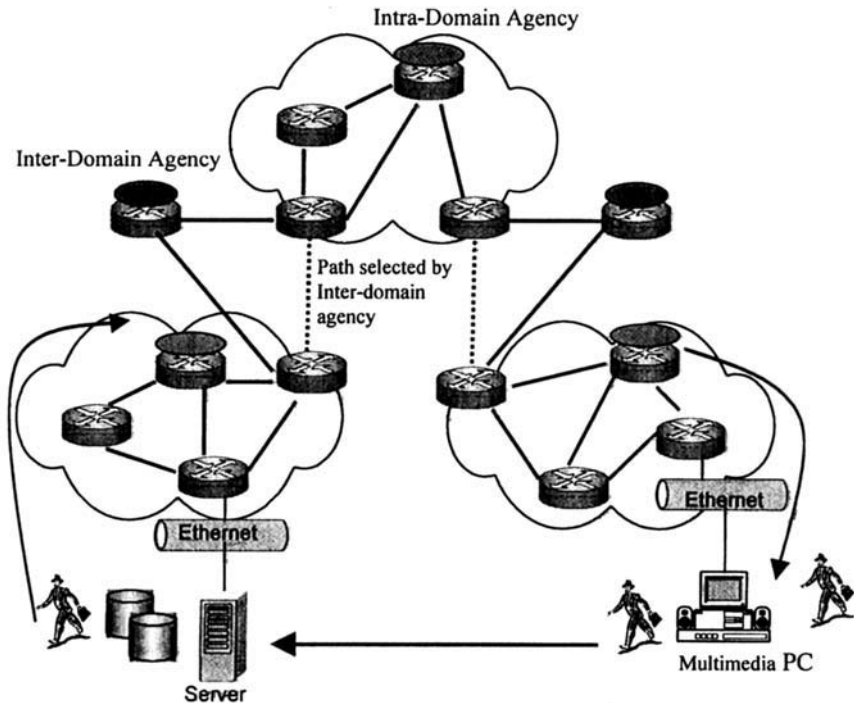 Intra-Domain Agency
Inter-Domain Agency
Path selected by
Inter-domain
agency
Ethernet
Ethernet
Server
Multimedia PC